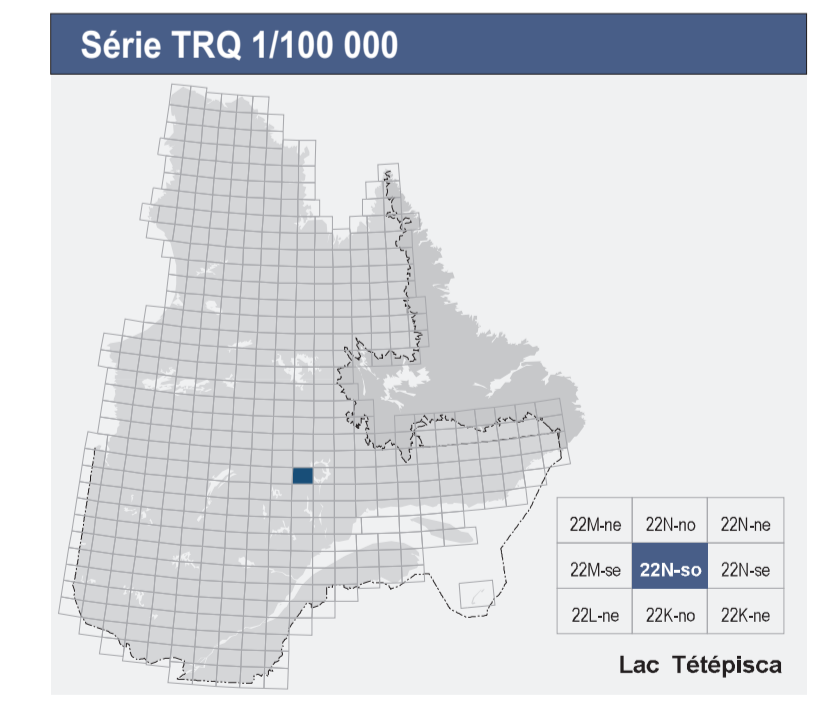 Série TRQ 1/100 000
22M-ne 22N-no 22N-ne
22M-se 22N-so 22N-se
22L-ne 22K-no 22K-ne
Lac Tétépisca